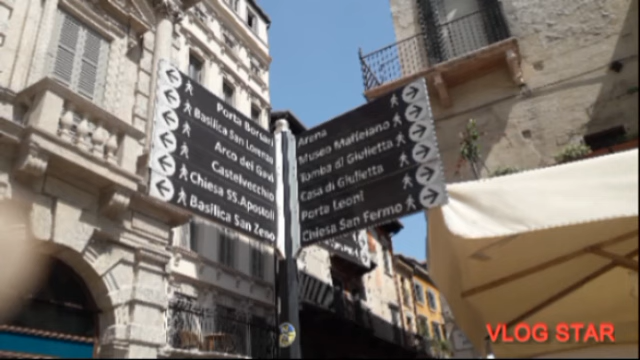 Porta Borsari
Basilica San Lorenzo
Arco dei Gavi
Castelvecchio
Chiesa SS. Apostoli
Basilica San Zeno
Arena
Museo Maffeiano
Tomba di Giulietta
Casa di Giulietta
Porta Leoni
Chiesa San Fermo
VLOG STAR